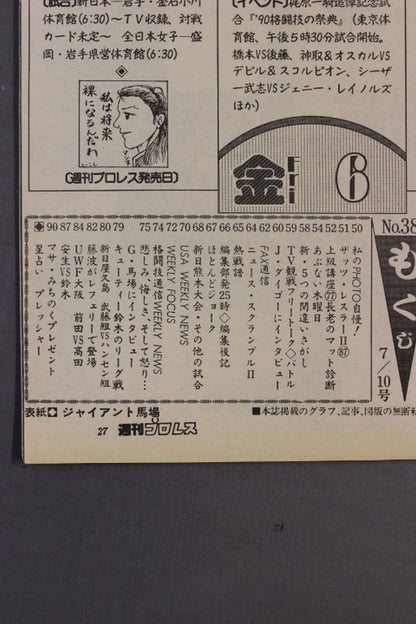 【試合】新日本―岩手・釜石小川
体育館(6:30)〜TV収録、対戦
カード未定〜 全日本女子―盛
岡・岩手県営体育館(6:30)
私は将来
裸になるんだわ
【週刊プロレス発売日】
【イベント】梶原一騎追悼記念試
合『'90格闘技の祭典』(東京体
育館、午後5時30分試合開始。
橋本VS後藤、神取&オスカルVS
デビル&スコルピオン、シーザ
ー武志VSジェニー・レイノルズ
ほか)
金 Fri 6
No.38
もくじ
7/10号
90 87 86 84 82 80 79 75 74 72 70 68 67 66 65 64 62 60 58 54 52 51 50
私のPHOTO自慢!
ザッツ・レスラーII 87
上級講座77長老のマット診断
あぶない木曜日
新・5つの間違いさがし
TV観戦フリートーク◇バトル
J・ダイゴーにインタビュー
FAX通信
ニュース・スクランブルII
熱戦譜
編集部発25時◇編集後記
ほとんどジョーク
新日熊本大会・その他の試合
USA WEEKLY NEWS
WEEKLY FOCUS
格闘技通信WEEKLY NEWS
悲しみ、悔しさ、そして怒り…
G・馬場にインタビュー
キューティー鈴木のリーグ戦
新日屋久島 武藤組VSハンセン組
藤波がレフェリーで登場
UWF大阪 前田VS高田
安生VS鈴木
マサ・みちのくプレゼント
星占い プレッシャー
表紙◆ジャイアント馬場
■本誌掲載のグラフ、記事、図版の無断転
27 週刊プロレス